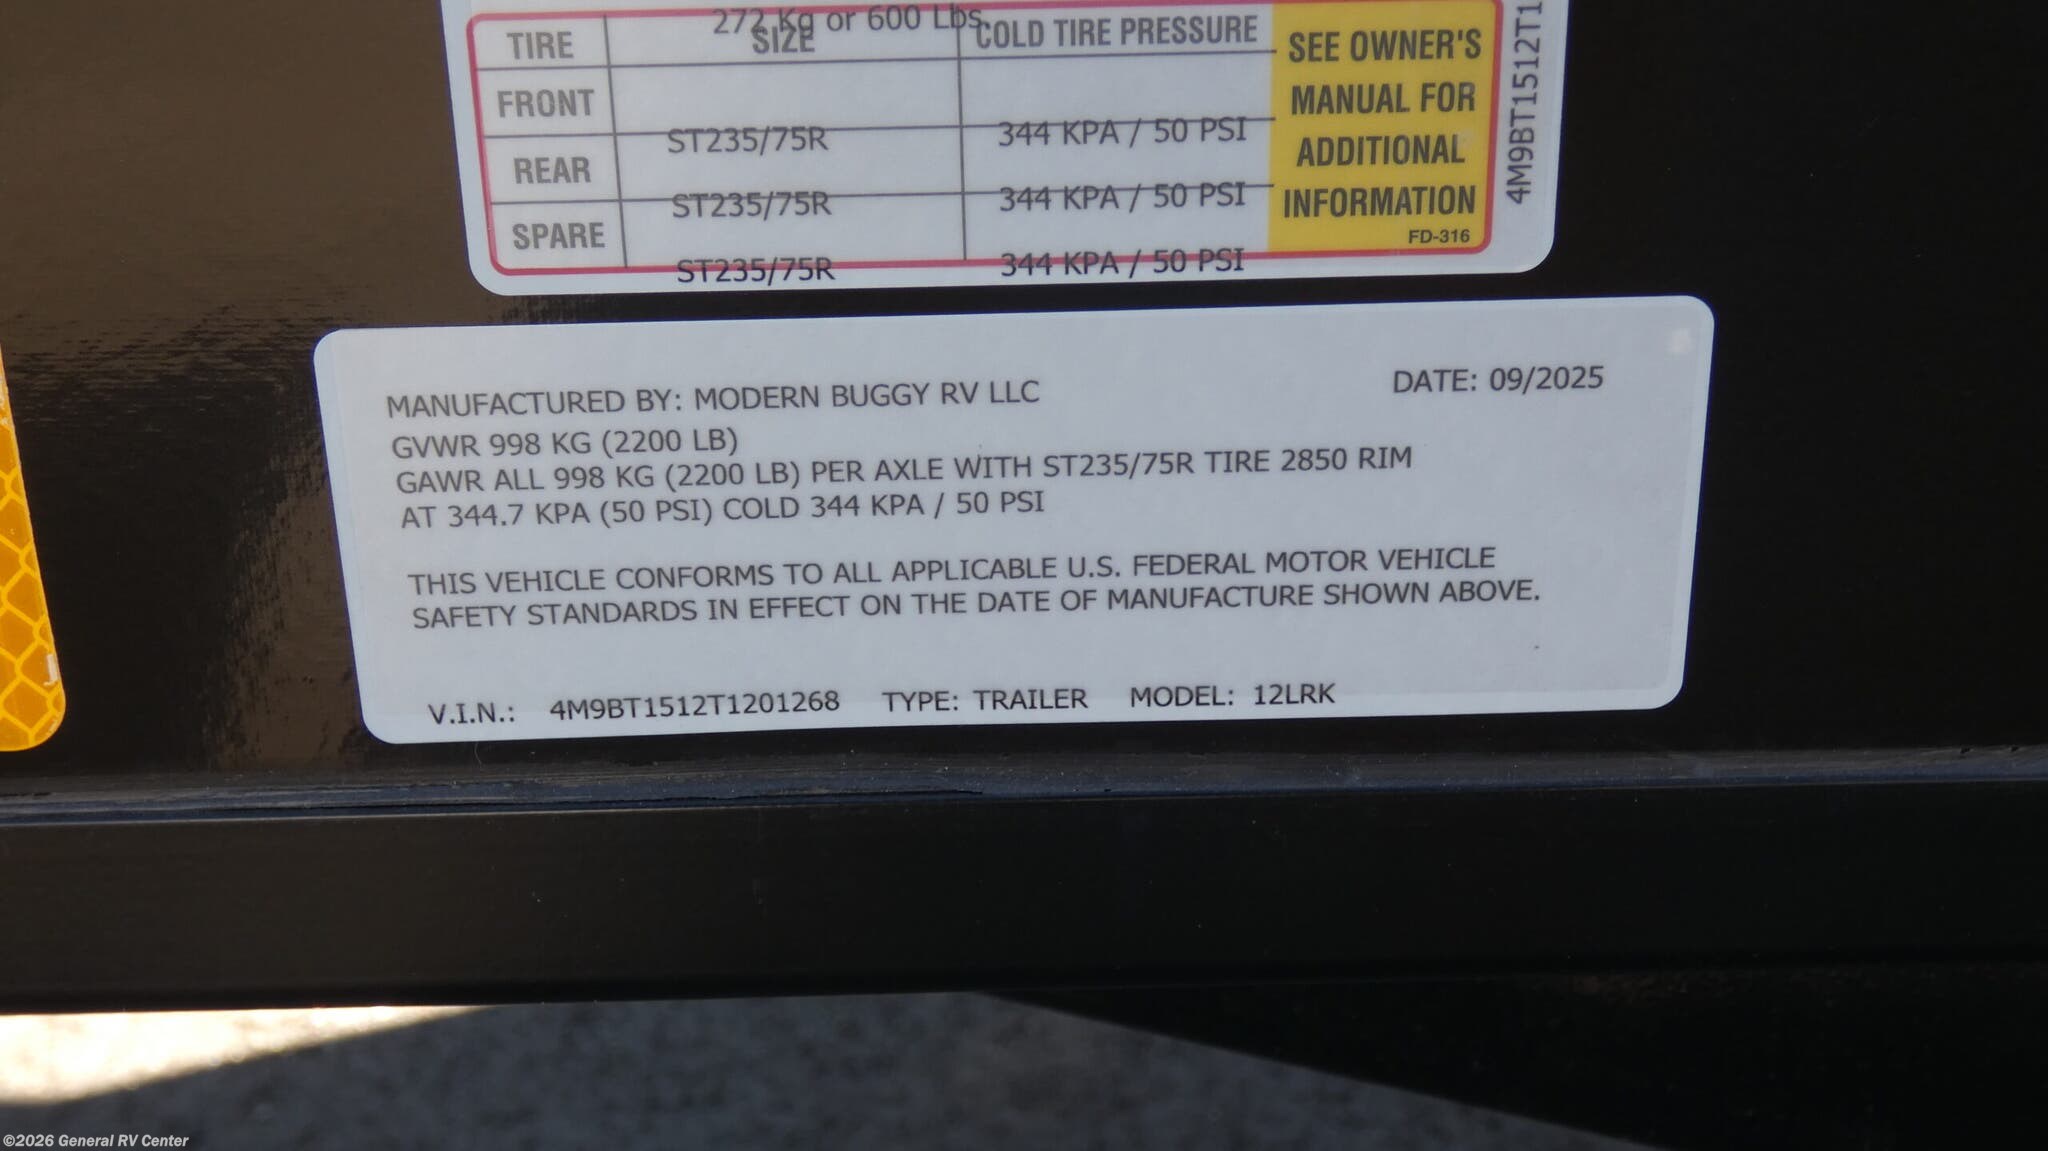 272 Kg or 600 Lbs.
TIRE SIZE COLD TIRE PRESSURE
FRONT ST235/75R 344 KPA / 50 PSI
REAR ST235/75R 344 KPA / 50 PSI
SPARE ST235/75R 344 KPA / 50 PSI
SEE OWNER'S
MANUAL FOR
ADDITIONAL
INFORMATION
FD-316
4M9BT1512T1
MANUFACTURED BY: MODERN BUGGY RV LLC DATE: 09/2025
GVWR 998 KG (2200 LB)
GAWR ALL 998 KG (2200 LB) PER AXLE WITH ST235/75R TIRE 2850 RIM
AT 344.7 KPA (50 PSI) COLD 344 KPA / 50 PSI
THIS VEHICLE CONFORMS TO ALL APPLICABLE U.S. FEDERAL MOTOR VEHICLE
SAFETY STANDARDS IN EFFECT ON THE DATE OF MANUFACTURE SHOWN ABOVE.
V.I.N.: 4M9BT1512T1201268 TYPE: TRAILER MODEL: 12LRK
©2026 General RV Center